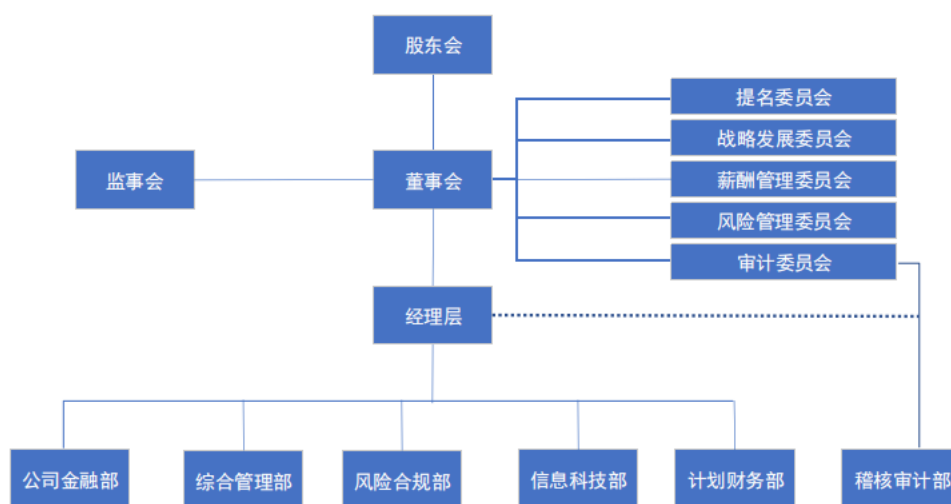 股东会
提名委员会
战略发展委员会
监事会
董事会
薪酬管理委员会
风险管理委员会
审计委员会
经理层
公司金融部
综合管理部
风险合规部
信息科技部
计划财务部
稽核审计部